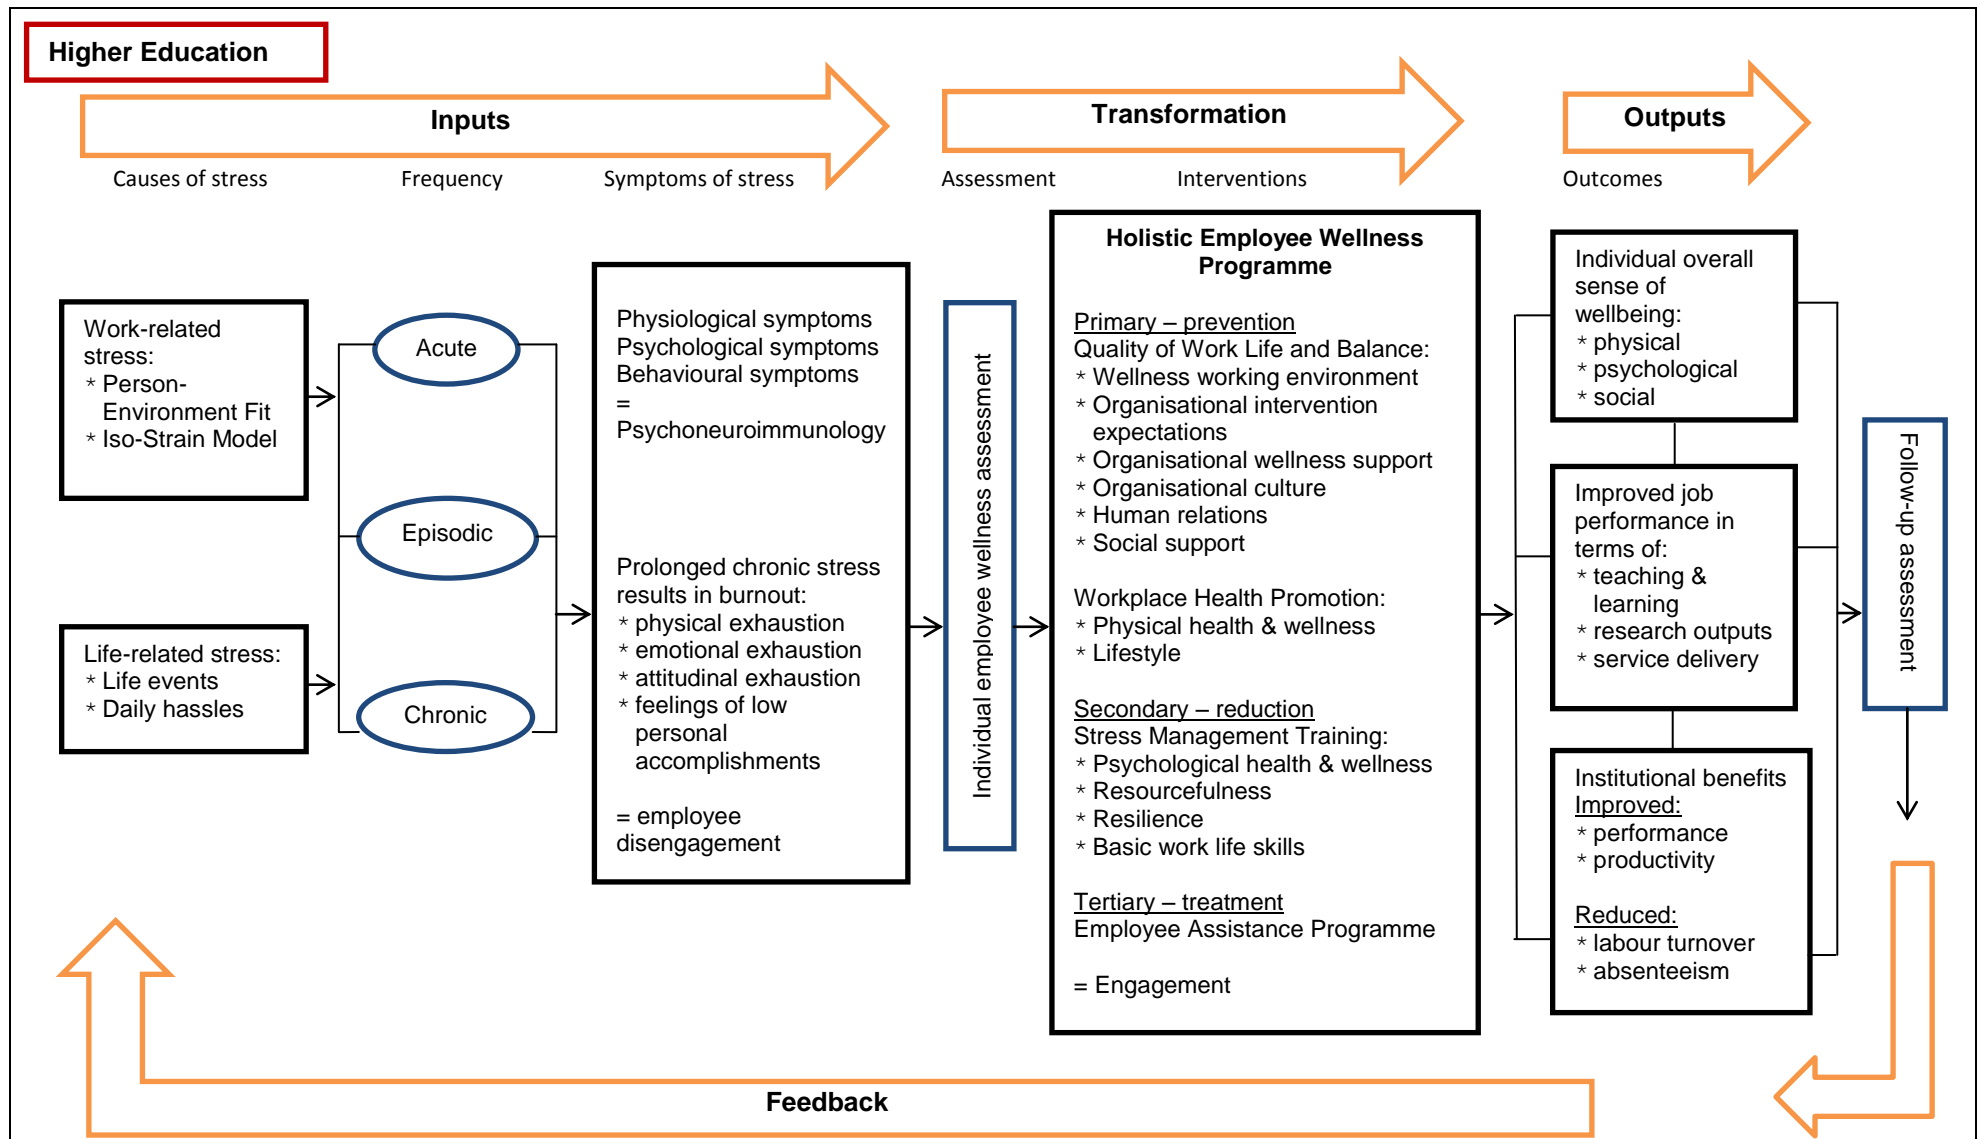 Higher Education
Inputs
Transformation
Outputs
Causes of stress
Frequency
Symptoms of stress
Assessment
Interventions
Outcomes
Work-related
stress:
* Person-
Environment Fit
* Iso-Strain Model
Life-related stress:
* Life events
* Daily hassles
Acute
Episodic
Chronic
Physiological symptoms
Psychological symptoms
Behavioural symptoms
=
Psychoneuroimmunology
Prolonged chronic stress
results in burnout:
* physical exhaustion
* emotional exhaustion
* attitudinal exhaustion
* feelings of low
personal
accomplishments
= employee
disengagement
Individual employee wellness assessment
Holistic Employee Wellness
Programme
Primary – prevention
Quality of Work Life and Balance:
* Wellness working environment
* Organisational intervention
expectations
* Organisational wellness support
* Organisational culture
* Human relations
* Social support
Workplace Health Promotion:
* Physical health & wellness
* Lifestyle
Secondary – reduction
Stress Management Training:
* Psychological health & wellness
* Resourcefulness
* Resilience
* Basic work life skills
Tertiary – treatment
Employee Assistance Programme
= Engagement
Individual overall
sense of
wellbeing:
* physical
* psychological
* social
Improved job
performance in
terms of:
* teaching &
learning
* research outputs
* service delivery
Institutional benefits
Improved:
* performance
* productivity
Reduced:
* labour turnover
* absenteeism
Follow-up assessment
Feedback